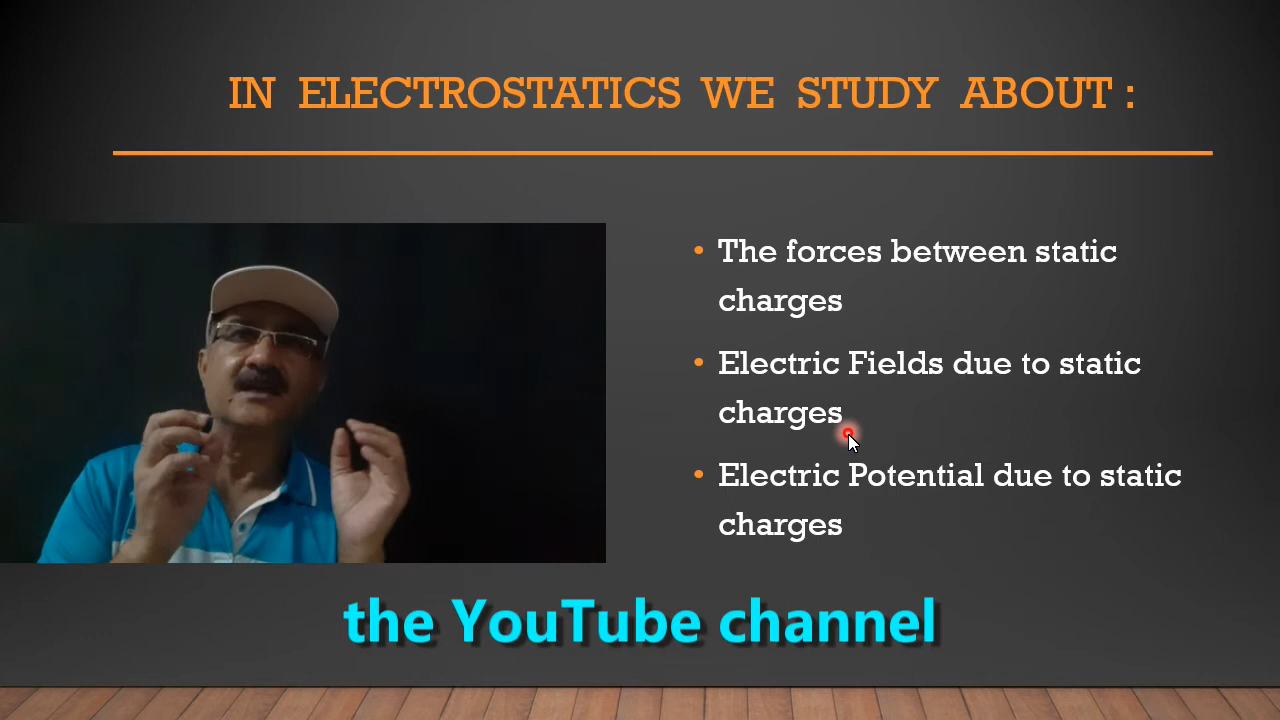 IN ELECTROSTATICS WE STUDY ABOUT :
• The forces between static
charges
• Electric Fields due to static
charges
• Electric Potential due to static
charges
the YouTube channel